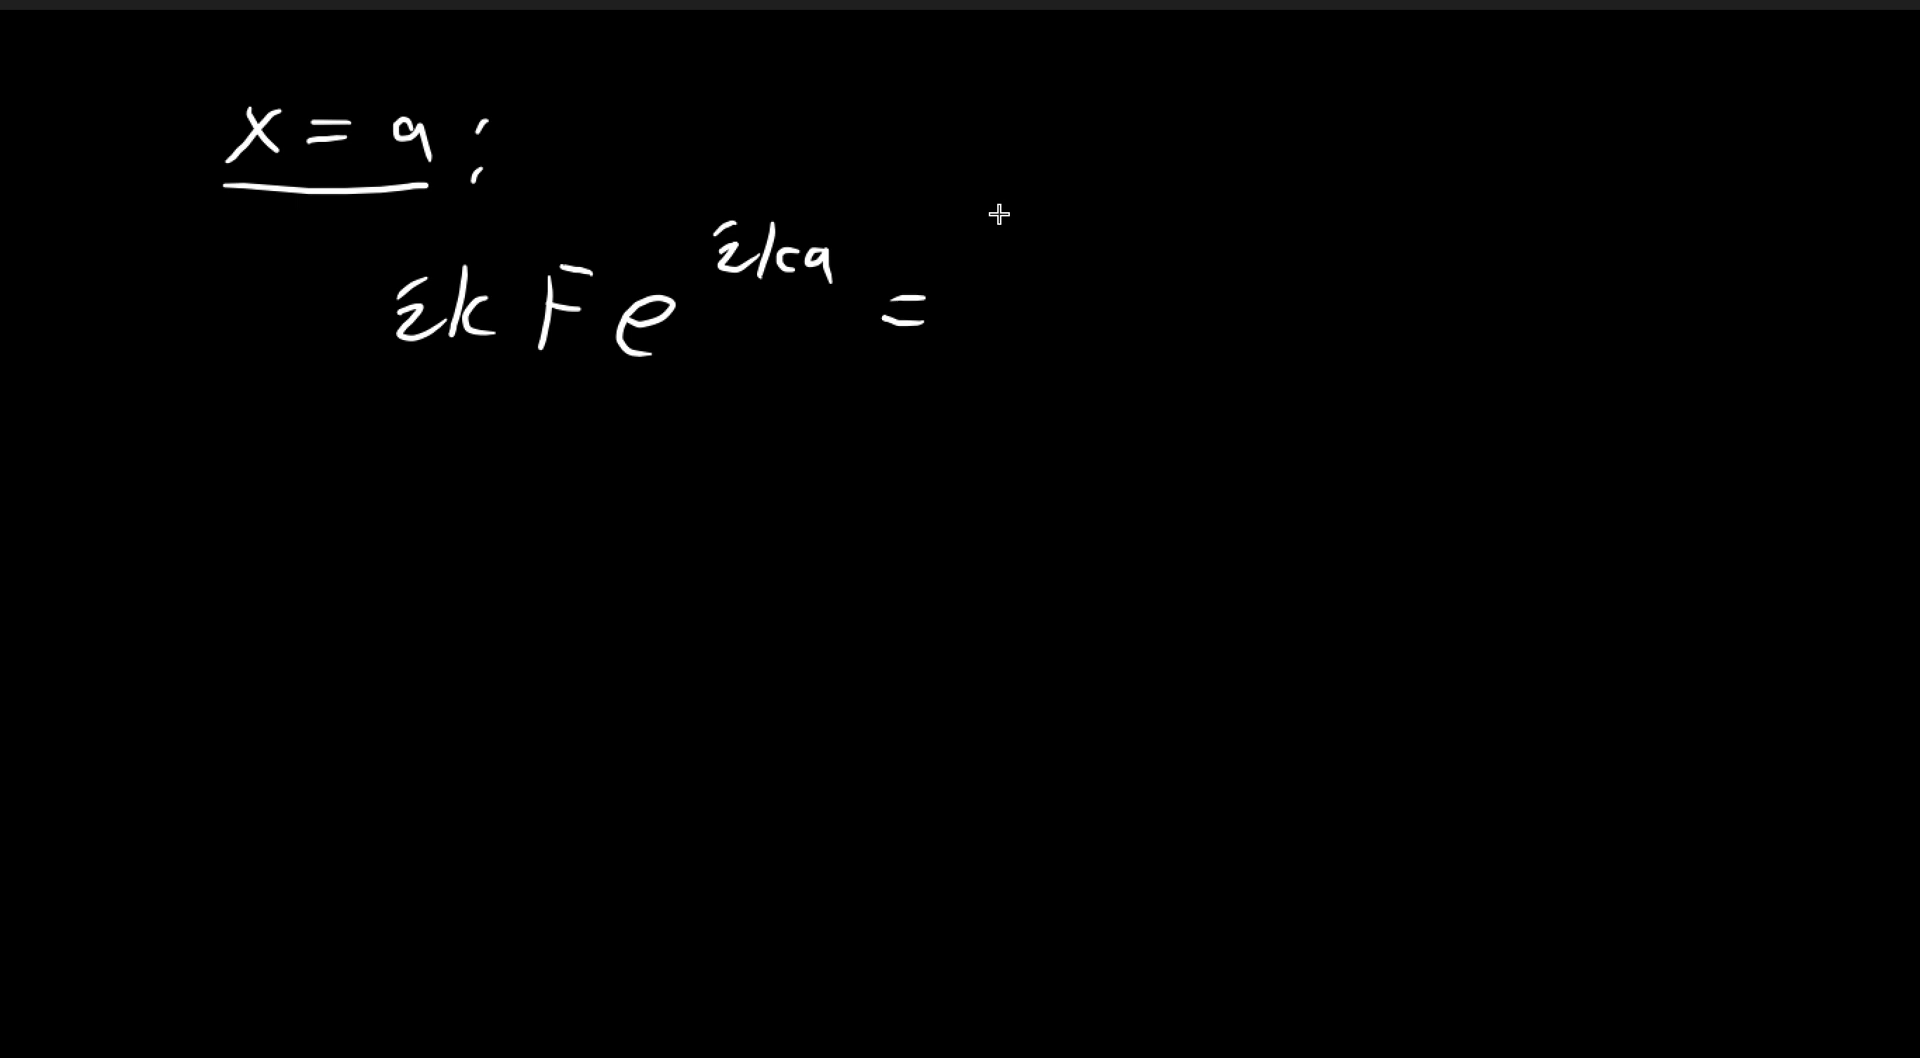 x = a :
ik F e^{ika} =